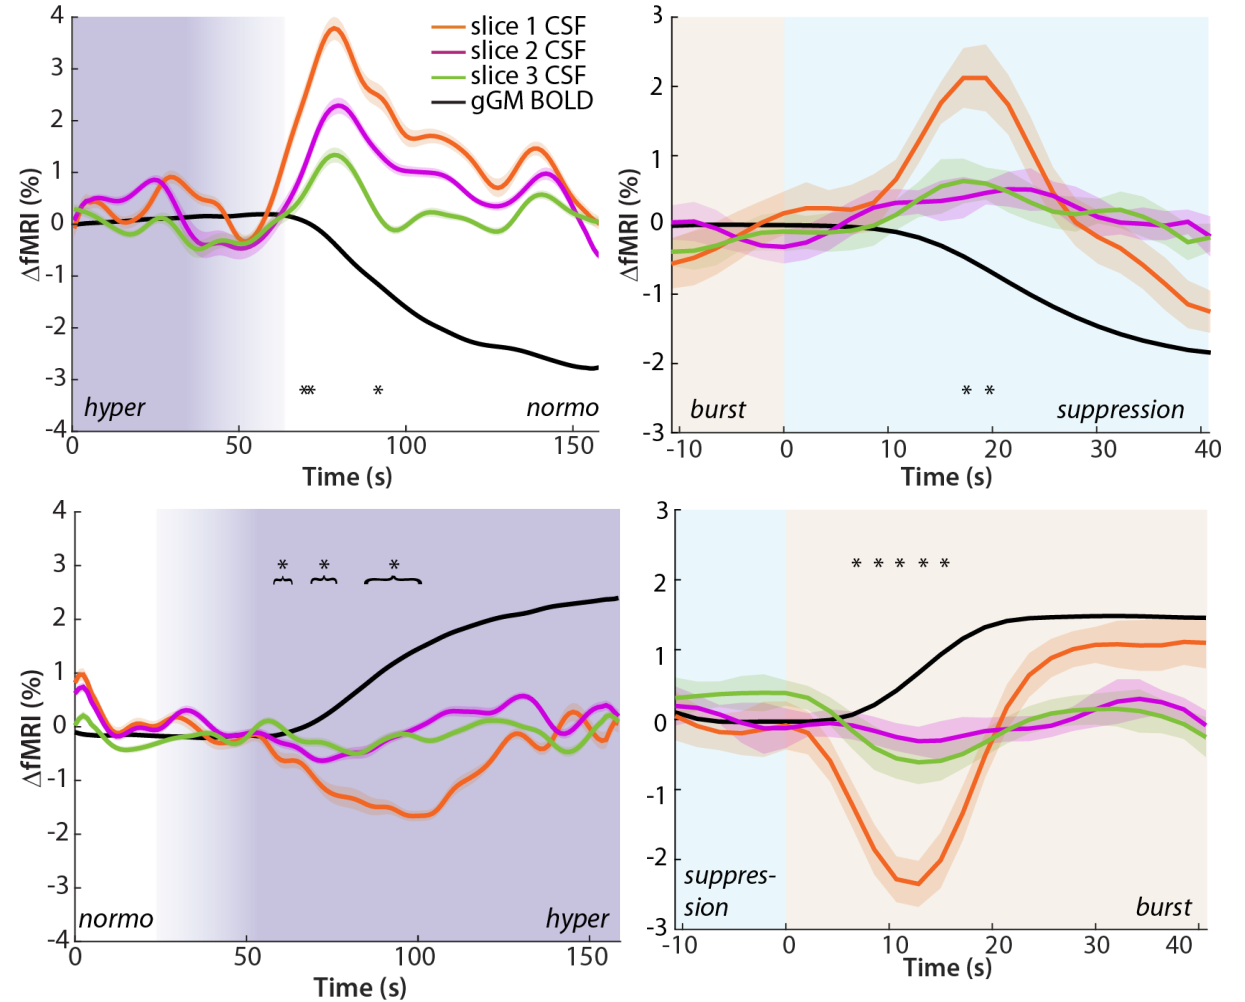 4
3
2
1
0
-1
-2
-3
-4
ΔfMRI (%)
slice 1 CSF
slice 2 CSF
slice 3 CSF
gGM BOLD
** *
hyper normo
0 50 100 150
Time (s)
3
2
1
0
-1
-2
-3
ΔfMRI (%)
* *
burst suppression
-10 0 10 20 30 40
Time (s)
4
3
2
1
0
-1
-2
-3
-4
ΔfMRI (%)
* * *
normo hyper
0 50 100 150
Time (s)
3
2
1
0
-1
-2
-3
* * * * *
suppres-
sion
burst
-10 0 10 20 30 40
Time (s)